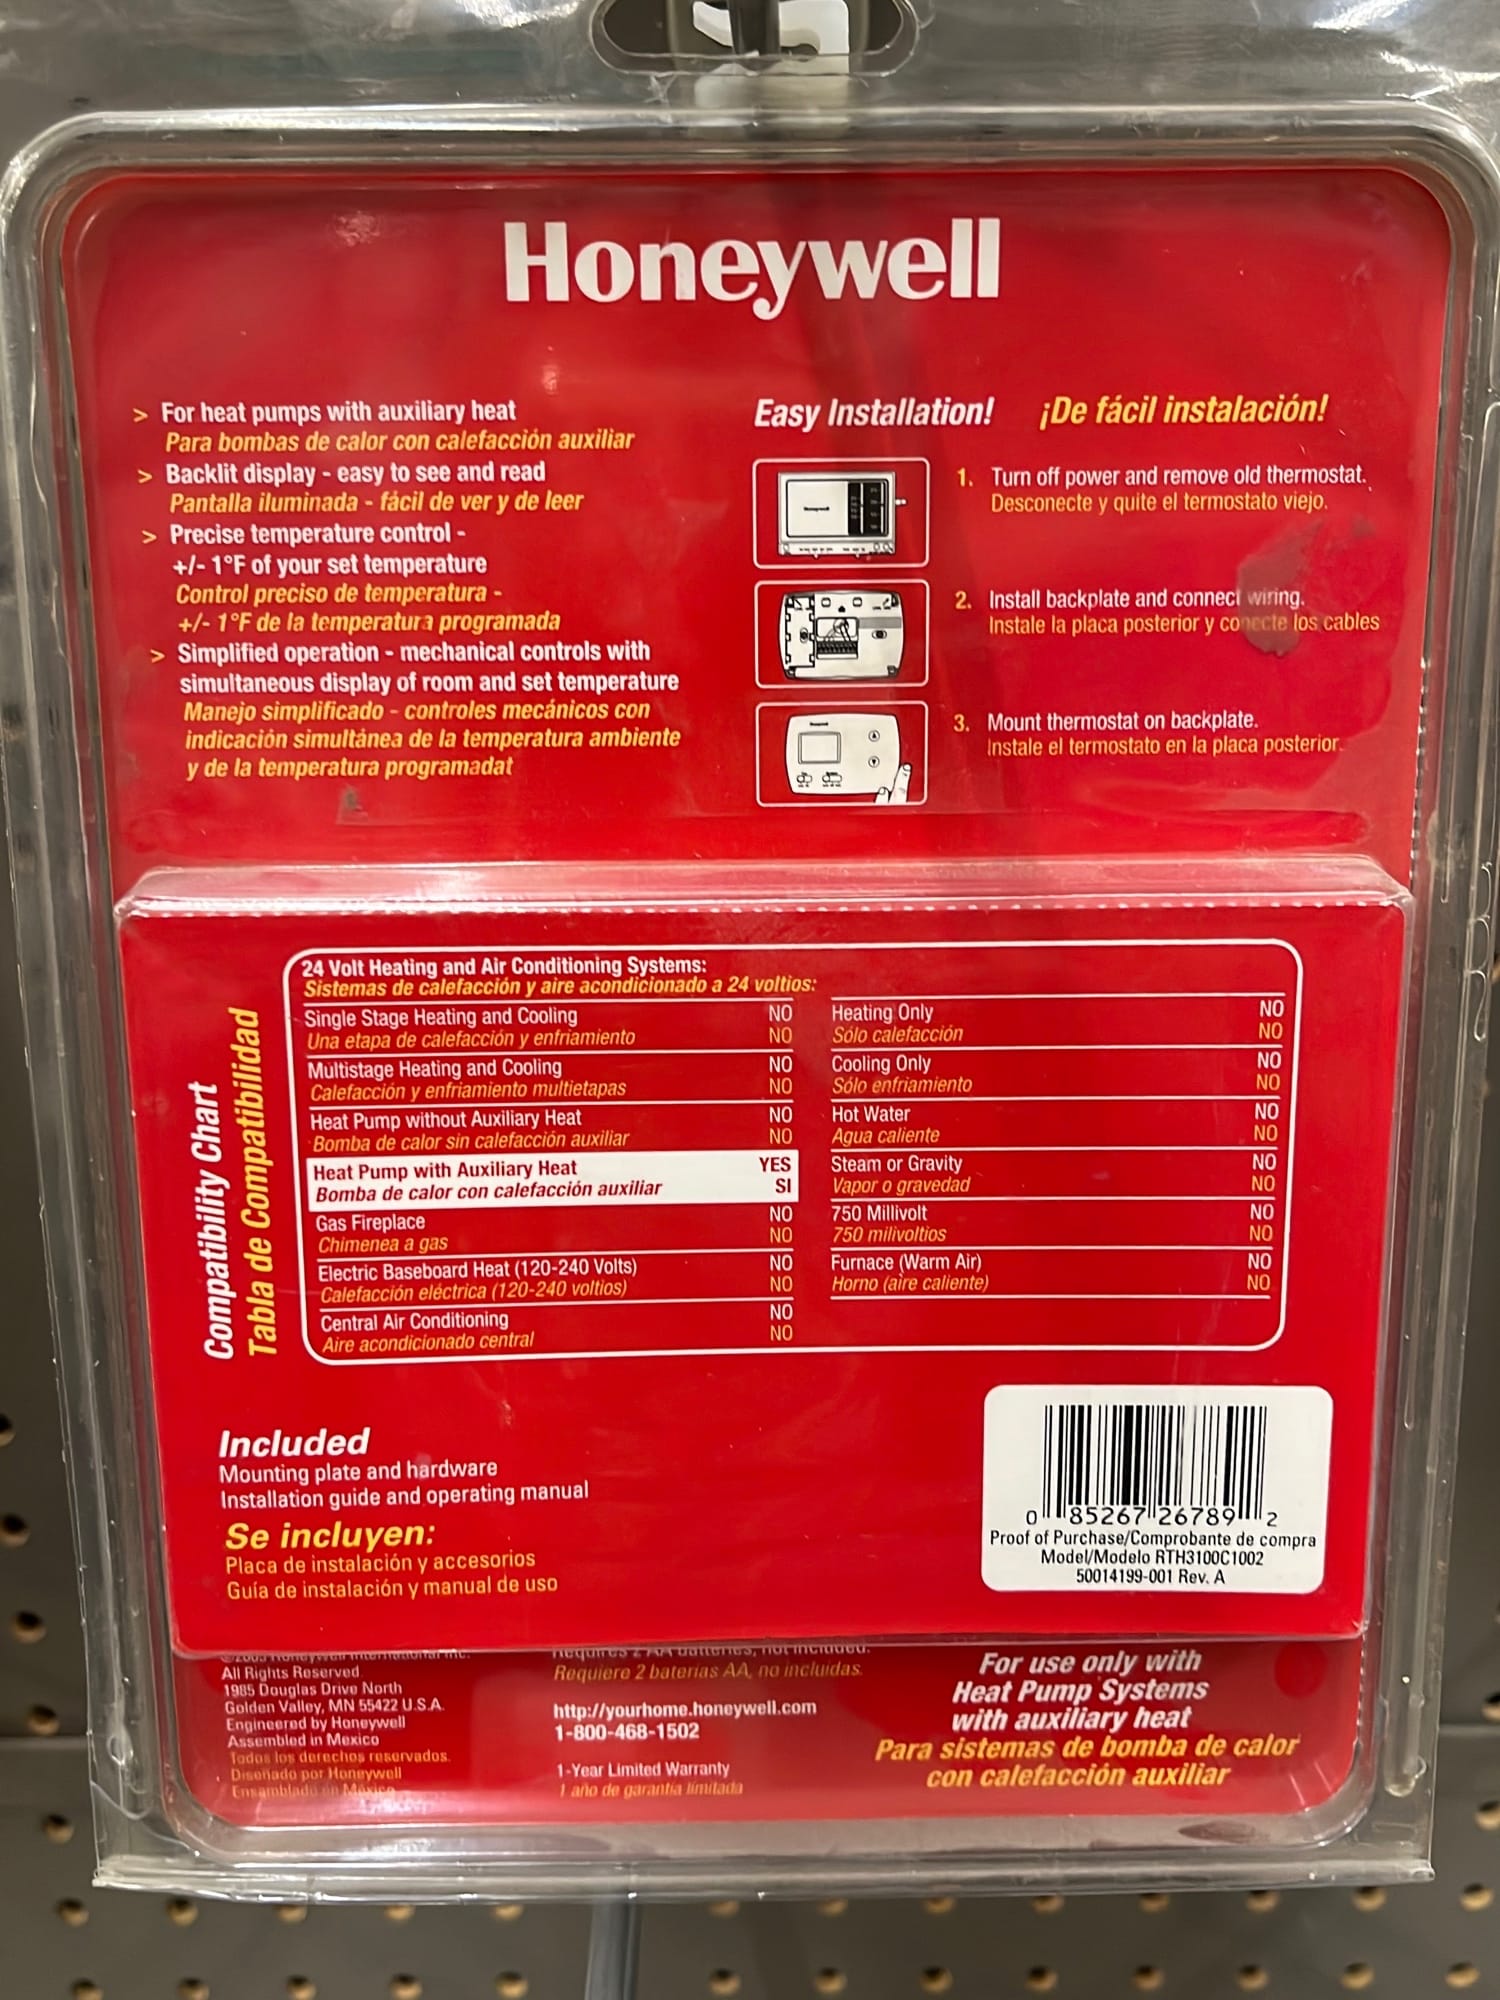 Honeywell
> For heat pumps with auxiliary heat
Para bombas de calor con calefacción auxiliar
> Backlit display - easy to see and read
Pantalla iluminada - fácil de ver y de leer
> Precise temperature control -
+/- 1°F of your set temperature
Control preciso de temperatura -
+/- 1°F de la temperatura programada
> Simplified operation - mechanical controls with
simultaneous display of room and set temperature
Manejo simplificado - controles mecánicos con
indicación simultánea de la temperatura ambiente
y de la temperatura programadat
Easy Installation! ¡De fácil instalación!
1. Turn off power and remove old thermostat.
Desconecte y quite el termostato viejo.
2. Install backplate and connect wiring.
Instale la placa posterior y conecte los cables
3. Mount thermostat on backplate.
Instale el termostato en la placa posterior.
Compatibility Chart
Tabla de Compatibilidad
24 Volt Heating and Air Conditioning Systems:
Sistemas de calefacción y aire acondicionado a 24 voltios:
Single Stage Heating and Cooling NO
Una etapa de calefacción y enfriamiento NO
Multistage Heating and Cooling NO
Calefacción y enfriamiento multietapas NO
Heat Pump without Auxiliary Heat NO
Bomba de calor sin calefacción auxiliar NO
Heat Pump with Auxiliary Heat YES
Bomba de calor con calefacción auxiliar SI
Gas Fireplace NO
Chimenea a gas NO
Electric Baseboard Heat (120-240 Volts) NO
Calefacción eléctrica (120-240 voltios) NO
Central Air Conditioning NO
Aire acondicionado central NO
Heating Only NO
Sólo calefacción NO
Cooling Only NO
Sólo enfriamiento NO
Hot Water NO
Agua caliente NO
Steam or Gravity NO
Vapor o gravedad NO
750 Millivolt NO
750 milivoltios NO
Furnace (Warm Air) NO
Horno (aire caliente) NO
Included
Mounting plate and hardware
Installation guide and operating manual
Se incluyen:
Placa de instalación y accesorios
Guía de instalación y manual de uso
0 85267 26789 2
Proof of Purchase/Comprobante de compra
Model/Modelo RTH3100C1002
50014199-001 Rev. A
All Rights Reserved
1985 Douglas Drive North
Golden Valley, MN 55422 U.S.A.
Engineered by Honeywell
Assembled in Mexico
Todos los derechos reservados.
Diseñado por Honeywell
Ensamblado en México
Requires 2 AA batteries, not included.
Requiere 2 baterías AA, no incluidas.
http://yourhome.honeywell.com
1-800-468-1502
1-Year Limited Warranty
1 año de garantía limitada
For use only with
Heat Pump Systems
with auxiliary heat
Para sistemas de bomba de calor
con calefacción auxiliar